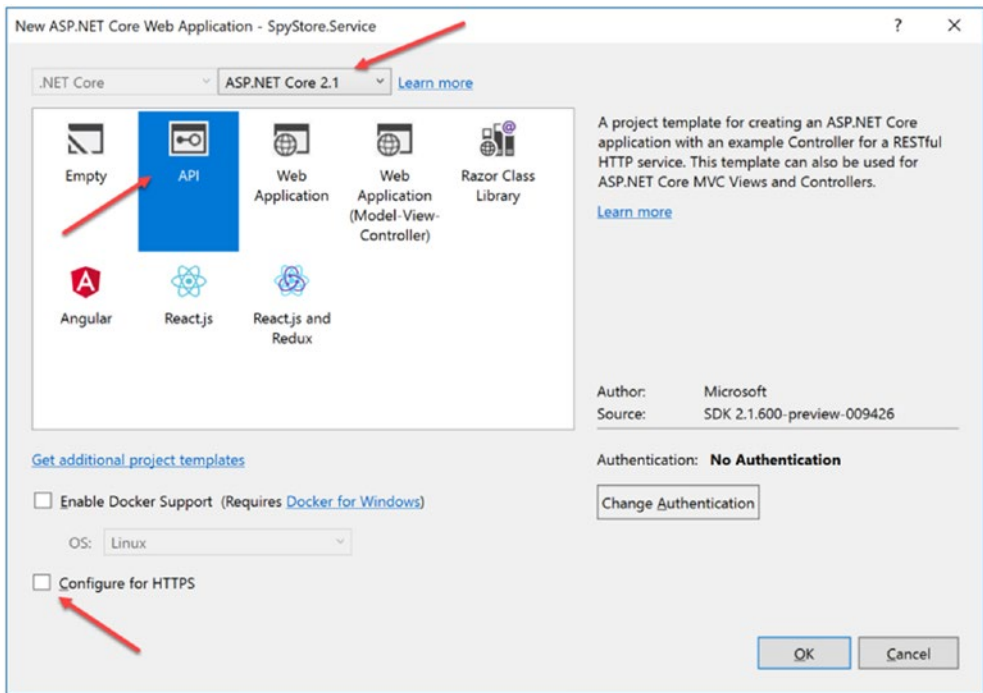 New ASP.NET Core Web Application - SpyStore.Service
?
.NET Core
ASP.NET Core 2.1
Learn more
Empty
API
Web
Application
Web
Application
(Model-View-
Controller)
Razor Class
Library
Angular
React.js
React.js and
Redux
A project template for creating an ASP.NET Core
application with an example Controller for a RESTful
HTTP service. This template can also be used for
ASP.NET Core MVC Views and Controllers.
Learn more
Author: Microsoft
Source: SDK 2.1.600-preview-009426
Get additional project templates
Authentication: No Authentication
Enable Docker Support (Requires Docker for Windows)
Change Authentication
OS: Linux
Configure for HTTPS
OK
Cancel